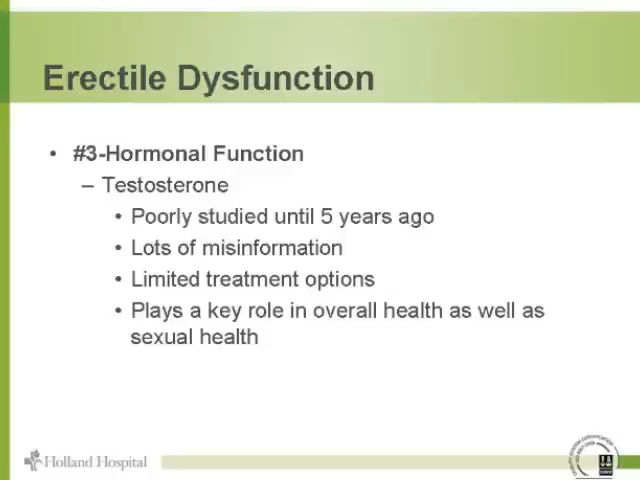 Erectile Dysfunction
• #3-Hormonal Function
– Testosterone
• Poorly studied until 5 years ago
• Lots of misinformation
• Limited treatment options
• Plays a key role in overall health as well as
sexual health
Holland Hospital